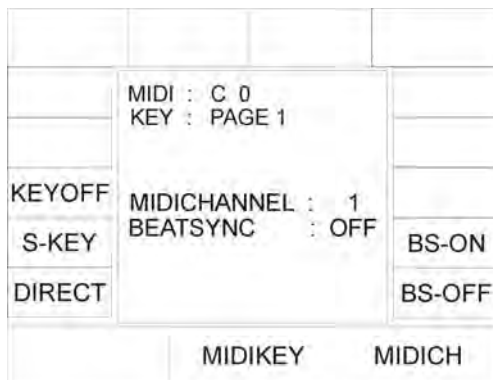 MIDI : C 0
KEY : PAGE 1
KEYOFF
MIDICHANNEL : 1
S-KEY
BEATSYNC : OFF
BS-ON
DIRECT
BS-OFF
MIDIKEY MIDICH